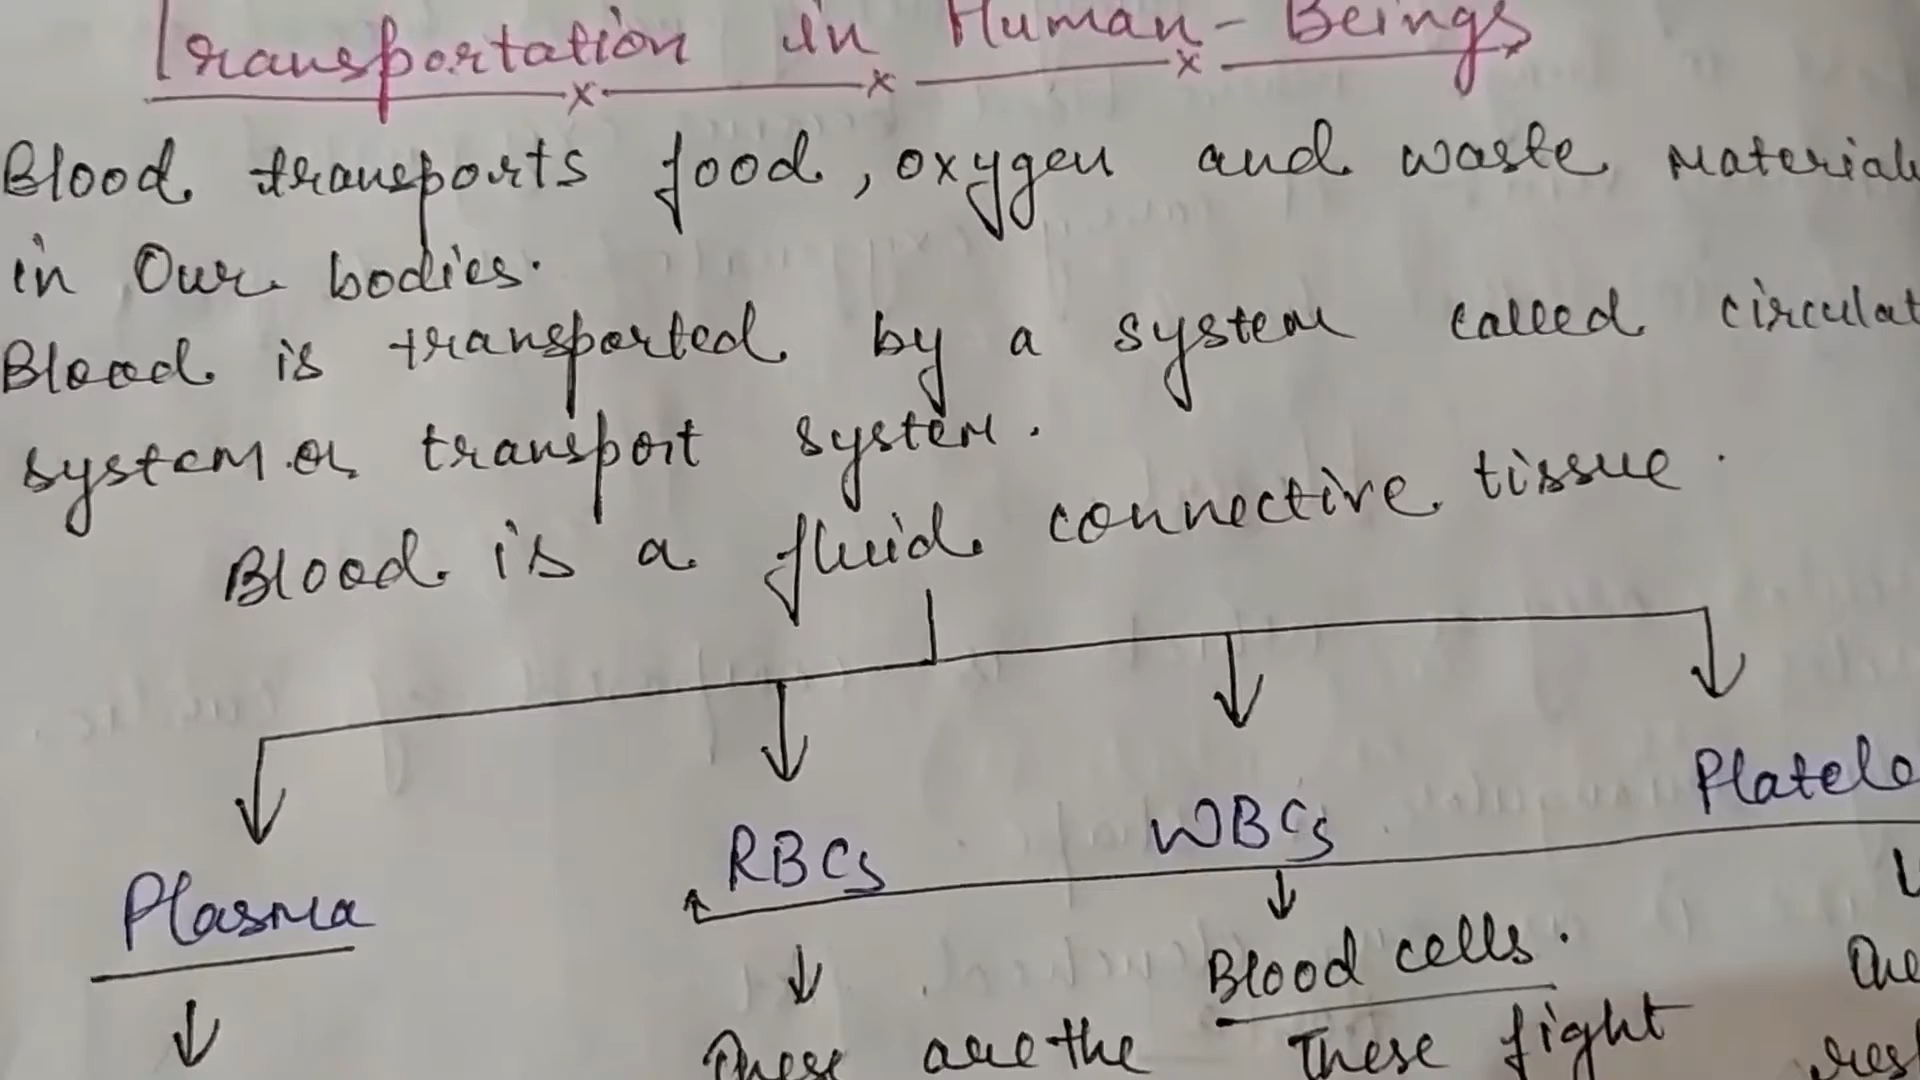 Transportation in Human-Beings
Blood transports food, oxygen and waste material
in Our bodies.
Blood is transported by a system called circulat
system or transport system.
Blood is a fluid connective tissue.
Plasma RBCs WBCs Platele
Blood cells.
These are the These fight